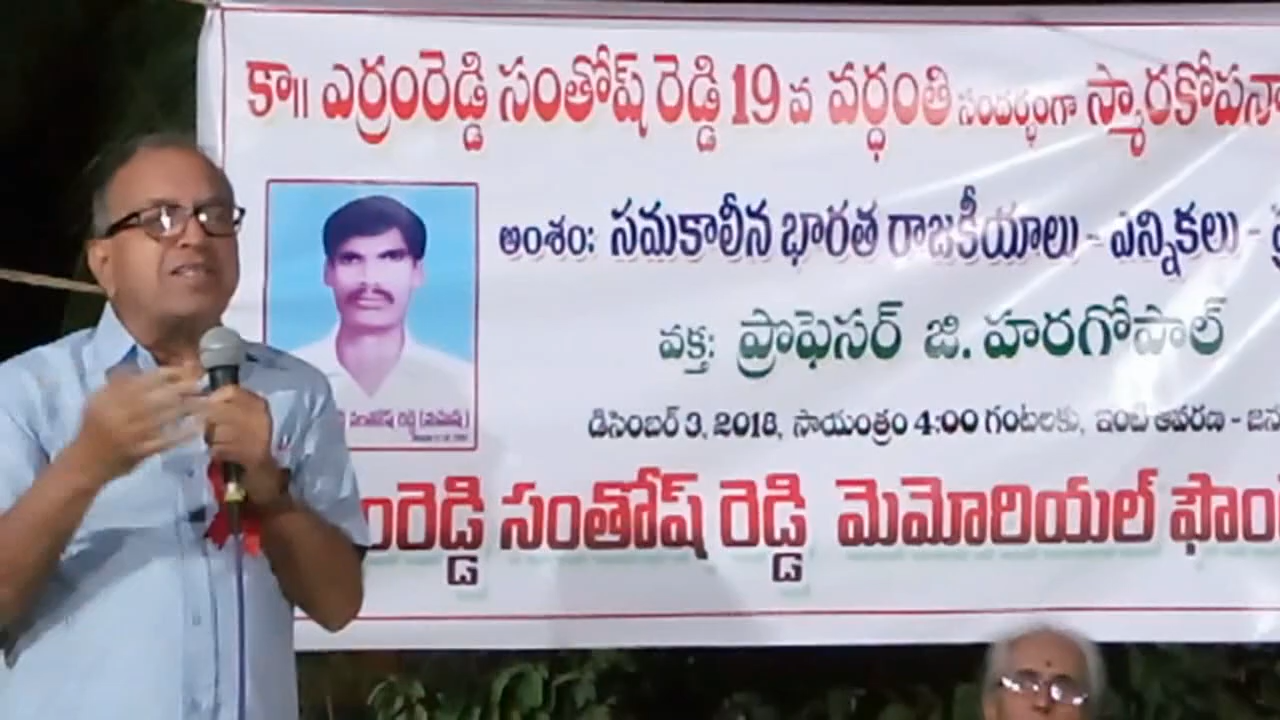 కా॥ ఎర్రంరెడ్డి సంతోష్ రెడ్డి 19 వ వర్ధంతి సందర్భంగా స్మారకోపన్యా
అంశం: సమకాలీన భారత రాజకీయాలు - ఎన్నికలు -
వక్త: ప్రొఫెసర్ జి. హరగోపాల్
సంతోష్ రెడ్డి
డిసెంబర్ 3, 2018, సాయంత్రం 4:00 గంటలకు, ఇంటి ఆవరణ -
ంరెడ్డి సంతోష్ రెడ్డి మెమోరియల్ ఫౌం